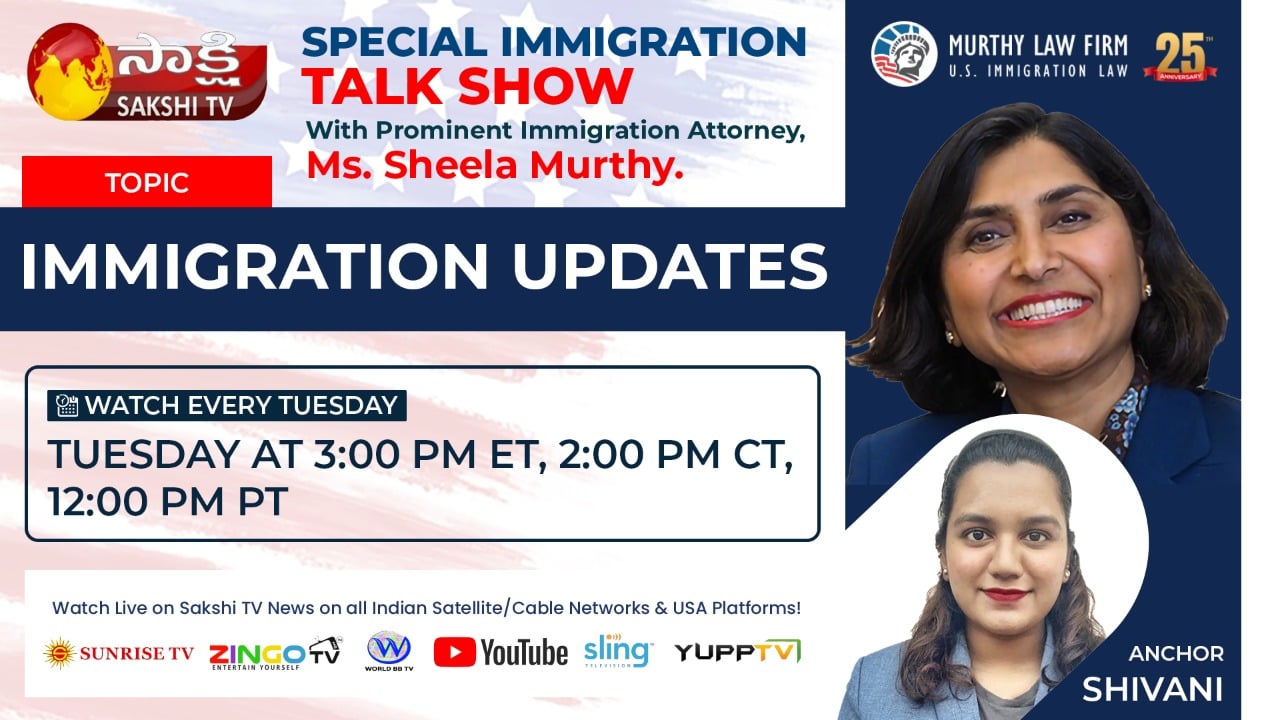 సాక్షి
SAKSHI TV
SPECIAL IMMIGRATION
TALK SHOW
With Prominent Immigration Attorney,
Ms. Sheela Murthy.
MURTHY LAW FIRM
U.S. IMMIGRATION LAW
25TH
ANNIVERSARY
TOPIC
IMMIGRATION UPDATES
WATCH EVERY TUESDAY
TUESDAY AT 3:00 PM ET, 2:00 PM CT,
12:00 PM PT
Watch Live on Sakshi TV News on all Indian Satellite/Cable Networks & USA Platforms!
SUNRISE TV
ZINGO TV
ENTERTAIN YOURSELF
W
WORLD BB TV
YouTube
sling
TELEVISION
YUPPTV
ANCHOR
SHIVANI